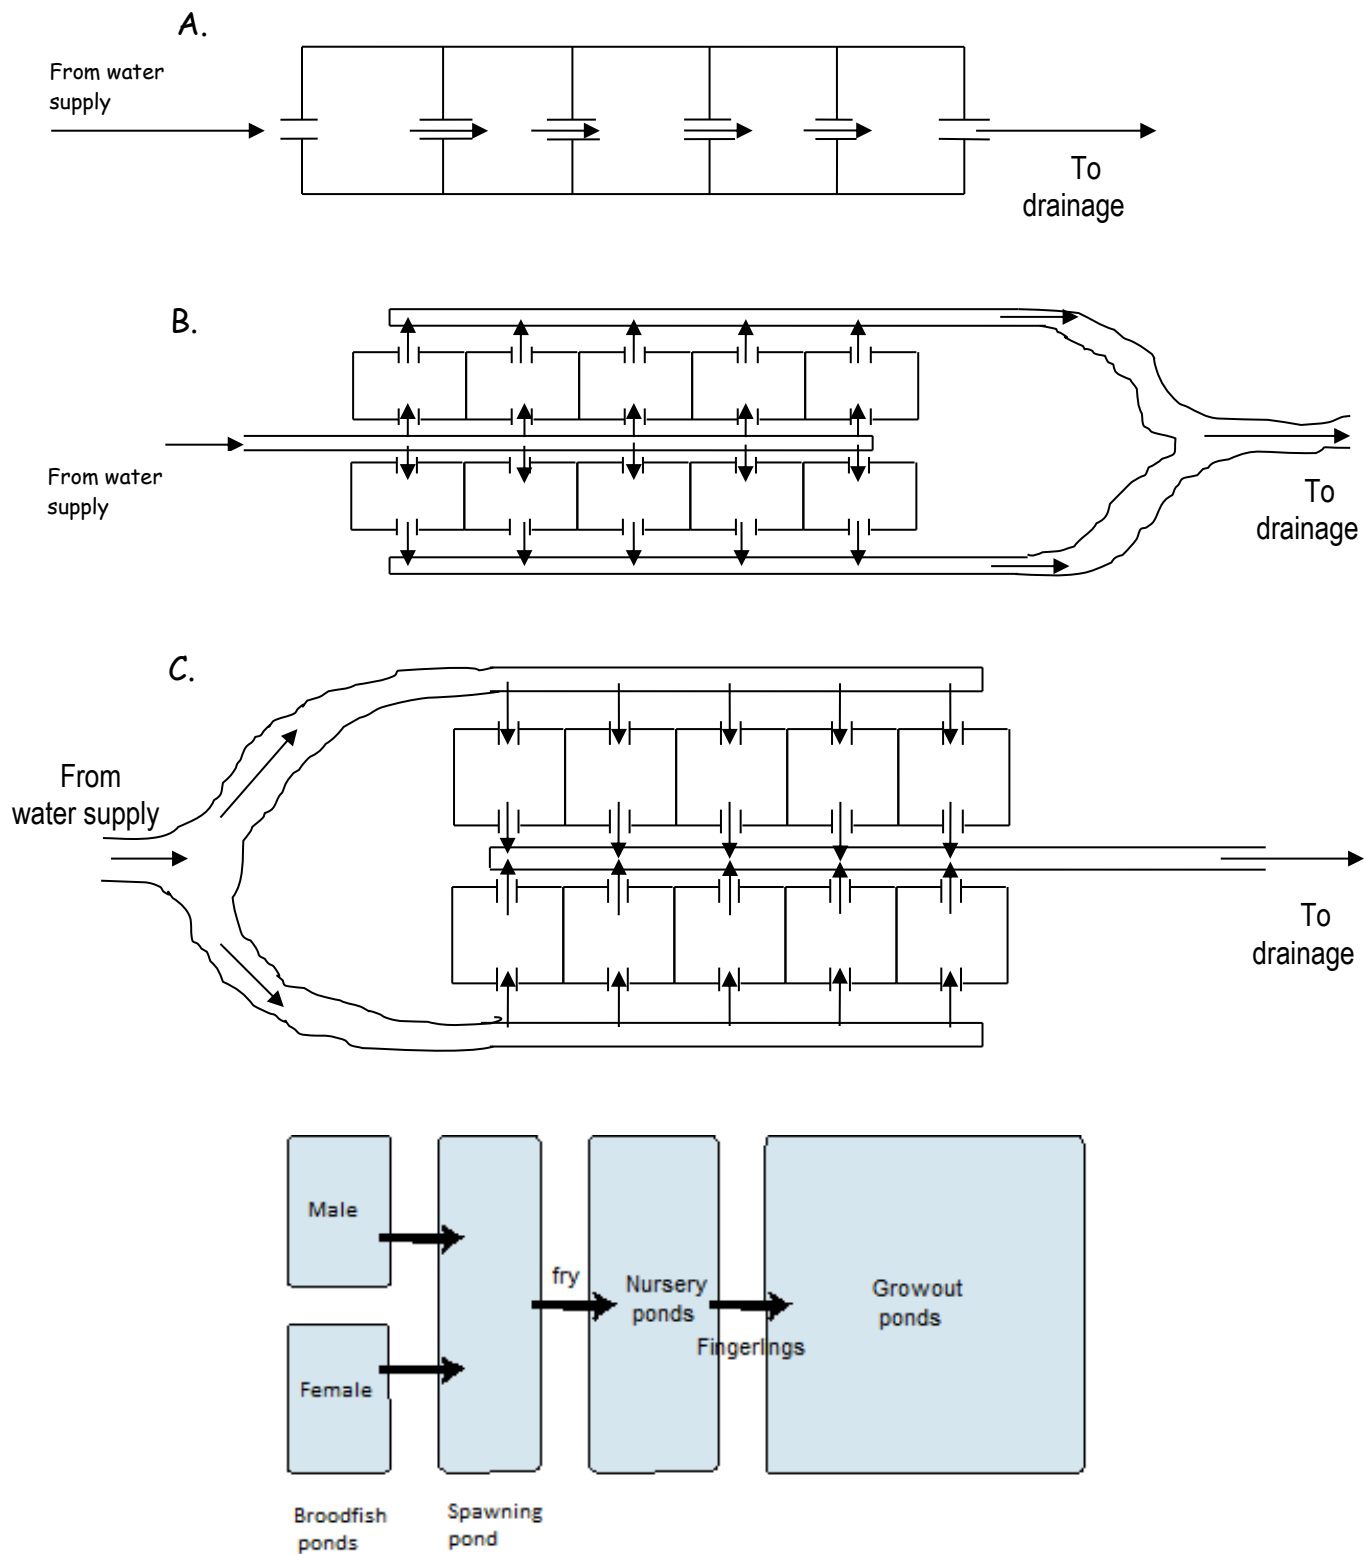 A.
From water
supply
To
drainage
B.
From water
supply
To
drainage
C.
From
water supply
To
drainage
Male
Female
fry
Nursery
ponds
Fingerlings
Growout
ponds
Broodfish
ponds
Spawning
pond